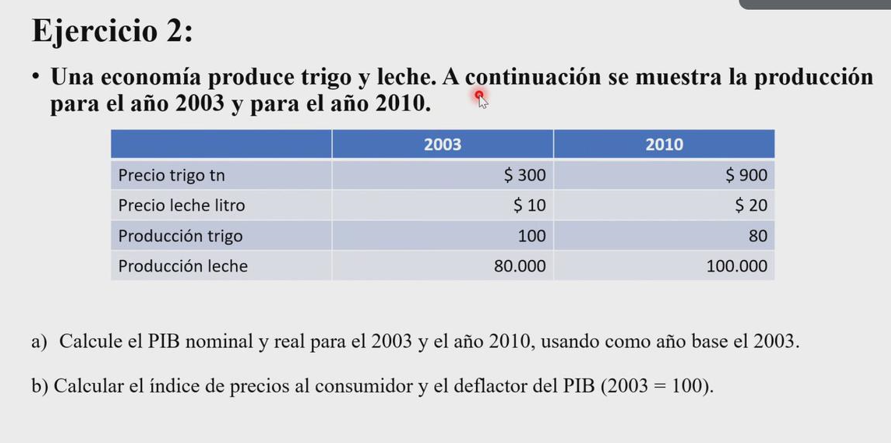 Ejercicio 2:
• Una economía produce trigo y leche. A continuación se muestra la producción
para el año 2003 y para el año 2010.
2003 2010
Precio trigo tn $ 300 $ 900
Precio leche litro $ 10 $ 20
Producción trigo 100 80
Producción leche 80.000 100.000
a) Calcule el PIB nominal y real para el 2003 y el año 2010, usando como año base el 2003.
b) Calcular el índice de precios al consumidor y el deflactor del PIB (2003 = 100).